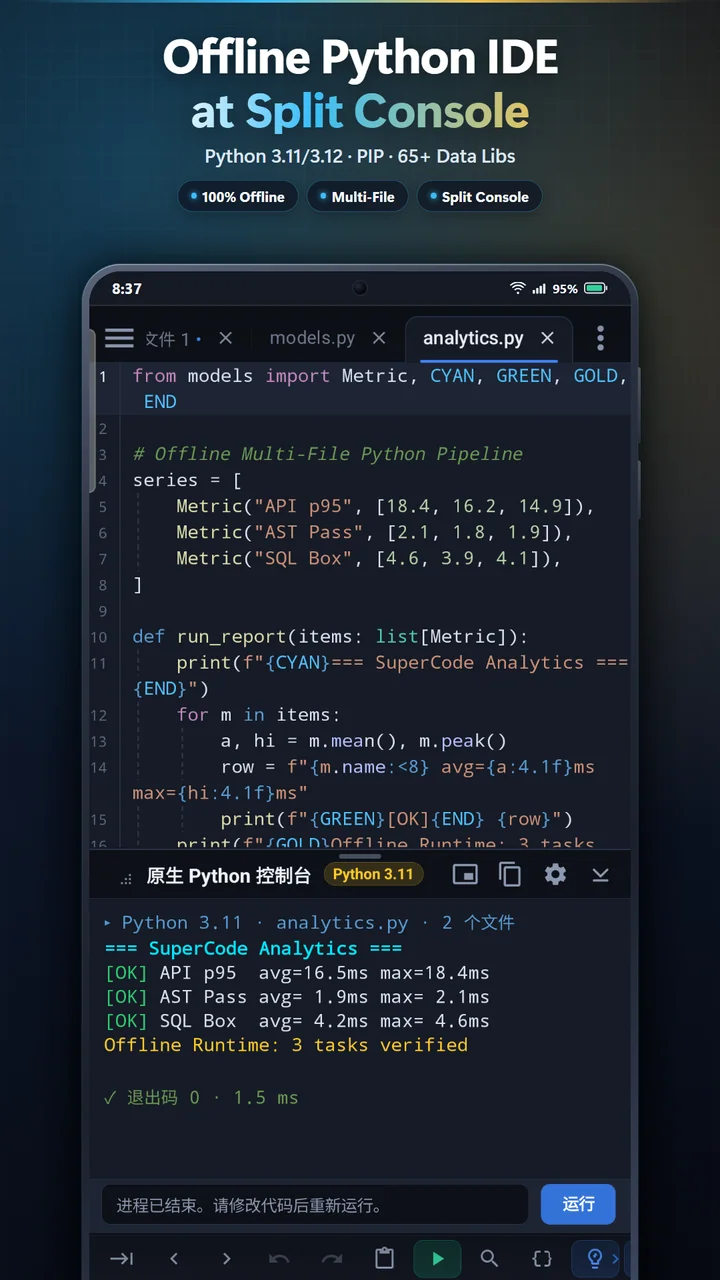 Offline Python IDE
at Split Console
Python 3.11/3.12 · PIP · 65+ Data Libs
100% Offline
Multi-File
Split Console
8:37
95%
文件 1 •
models.py
analytics.py
1 from models import Metric, CYAN, GREEN, GOLD,
END
2
3 # Offline Multi-File Python Pipeline
4 series = [
5 Metric("API p95", [18.4, 16.2, 14.9]),
6 Metric("AST Pass", [2.1, 1.8, 1.9]),
7 Metric("SQL Box", [4.6, 3.9, 4.1]),
8 ]
9
10 def run_report(items: list[Metric]):
11 print(f"{CYAN}=== SuperCode Analytics ===
{END}")
12 for m in items:
13 a, hi = m.mean(), m.peak()
14 row = f"{m.name:<8} avg={a:4.1f}ms
max={hi:4.1f}ms"
15 print(f"{GREEN}[OK]{END} {row}")
16 print(f"{GOLD}Offline Runtime: 3 tasks
原生 Python 控制台
Python 3.11
▸ Python 3.11 · analytics.py · 2 个文件
=== SuperCode Analytics ===
[OK] API p95 avg=16.5ms max=18.4ms
[OK] AST Pass avg= 1.9ms max= 2.1ms
[OK] SQL Box avg= 4.2ms max= 4.6ms
Offline Runtime: 3 tasks verified
✓ 退出码 0 · 1.5 ms
进程已结束。请修改代码后重新运行。
运行